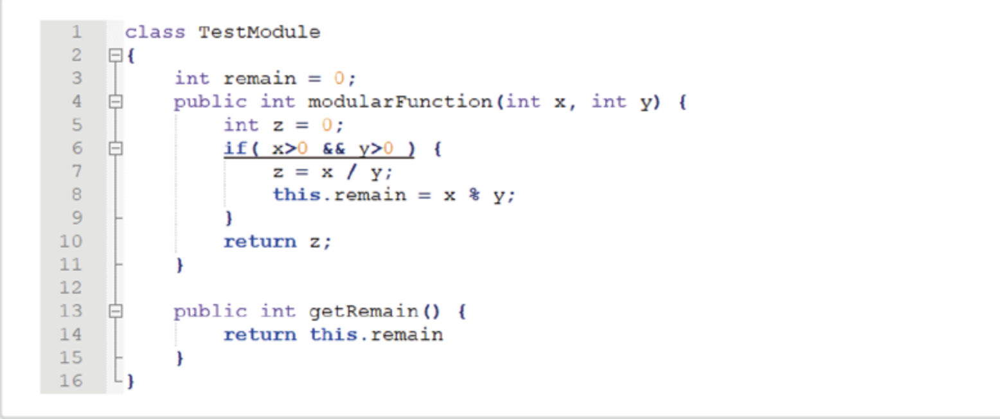 1 class TestModule
2 {
3 int remain = 0;
4 public int modularFunction(int x, int y) {
5 int z = 0;
6 if( x>0 && y>0 ) {
7 z = x / y;
8 this.remain = x % y;
9 }
10 return z;
11 }
12
13 public int getRemain() {
14 return this.remain
15 }
16 }